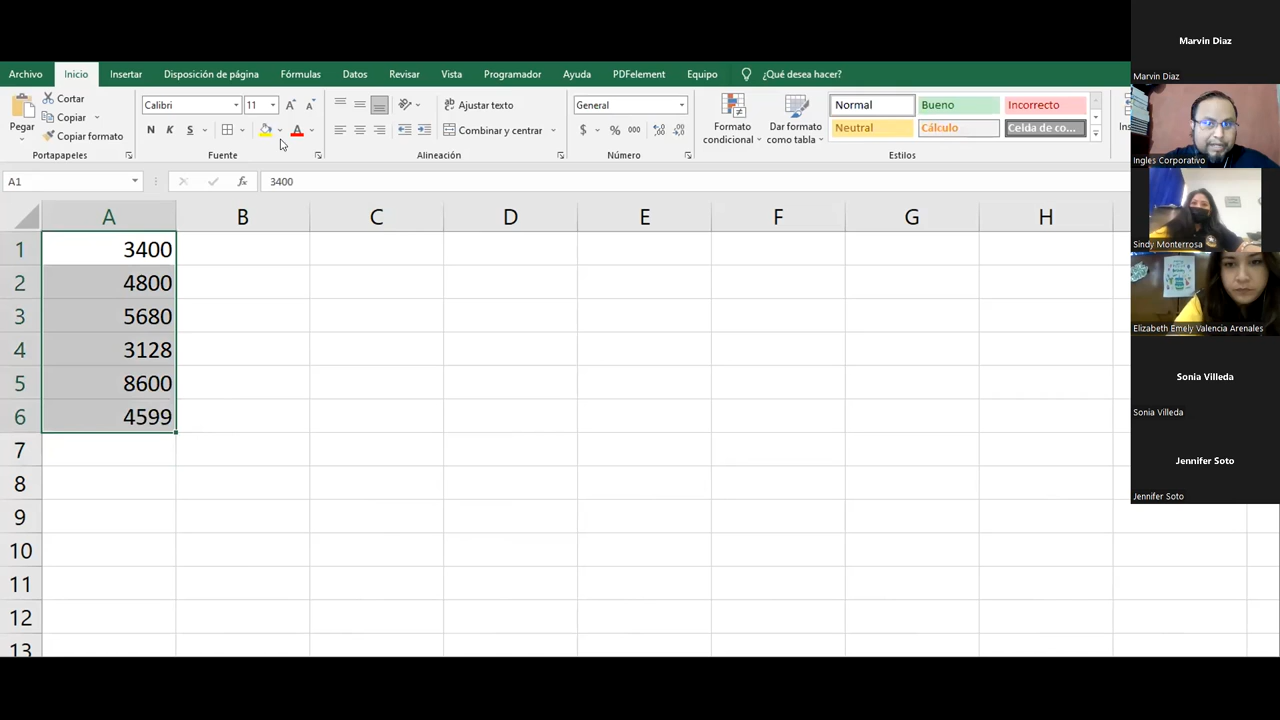 Archivo Inicio Insertar Disposición de página Fórmulas Datos Revisar Vista Programador Ayuda PDFelement Equipo ¿Qué desea hacer?
Cortar
Copiar
Copiar formato
Pegar
Portapapeles
Calibri 11
N K S
Fuente
Ajustar texto
Combinar y centrar
Alineación
General
$ % 000
Número
Formato condicional
Dar formato como tabla
Normal Bueno Incorrecto
Neutral Cálculo Celda de co...
Estilos
A1 fx 3400
A B C D E F G H
1 3400
2 4800
3 5680
4 3128
5 8600
6 4599
7
8
9
10
11
12
13
Marvin Diaz
Marvin Diaz
Ingles Corporativo
Sindy Monterrosa
Elizabeth Emely Valencia Arenales
Sonia Villeda
Sonia Villeda
Jennifer Soto
Jennifer Soto